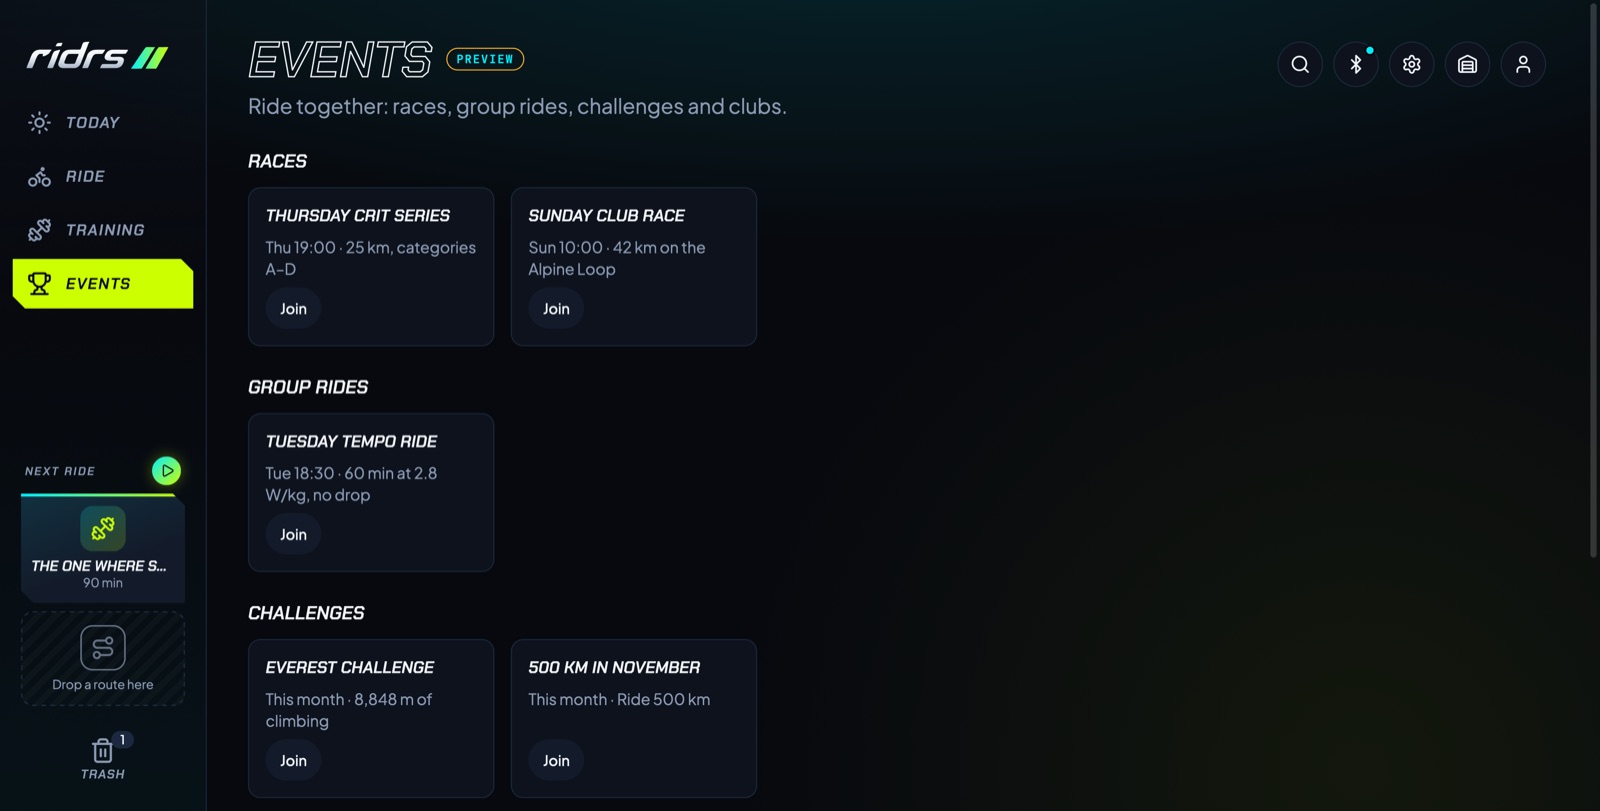 ridrs
TODAY
RIDE
TRAINING
EVENTS
NEXT RIDE
THE ONE WHERE S...
90 min
Drop a route here
1
TRASH
EVENTS
PREVIEW
Ride together: races, group rides, challenges and clubs.
RACES
THURSDAY CRIT SERIES
Thu 19:00 · 25 km, categories
A–D
Join
SUNDAY CLUB RACE
Sun 10:00 · 42 km on the
Alpine Loop
Join
GROUP RIDES
TUESDAY TEMPO RIDE
Tue 18:30 · 60 min at 2.8
W/kg, no drop
Join
CHALLENGES
EVEREST CHALLENGE
This month · 8,848 m of
climbing
Join
500 KM IN NOVEMBER
This month · Ride 500 km
Join